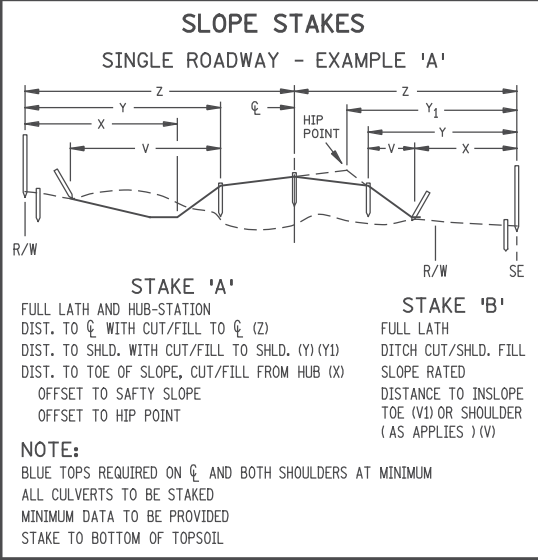 SLOPE STAKES
SINGLE ROADWAY - EXAMPLE 'A'
Z
Z
Y
℄
Y1
HIP
POINT
X
Y
V
V
X
R/W
R/W
SE
STAKE 'A'
FULL LATH AND HUB-STATION
DIST. TO ℄ WITH CUT/FILL TO ℄ (Z)
DIST. TO SHLD. WITH CUT/FILL TO SHLD. (Y)(Y1)
DIST. TO TOE OF SLOPE, CUT/FILL FROM HUB (X)
OFFSET TO SAFTY SLOPE
OFFSET TO HIP POINT
STAKE 'B'
FULL LATH
DITCH CUT/SHLD. FILL
SLOPE RATED
DISTANCE TO INSLOPE
TOE (V1) OR SHOULDER
(AS APPLIES )(V)
NOTE:
BLUE TOPS REQUIRED ON ℄ AND BOTH SHOULDERS AT MINIMUM
ALL CULVERTS TO BE STAKED
MINIMUM DATA TO BE PROVIDED
STAKE TO BOTTOM OF TOPSOIL